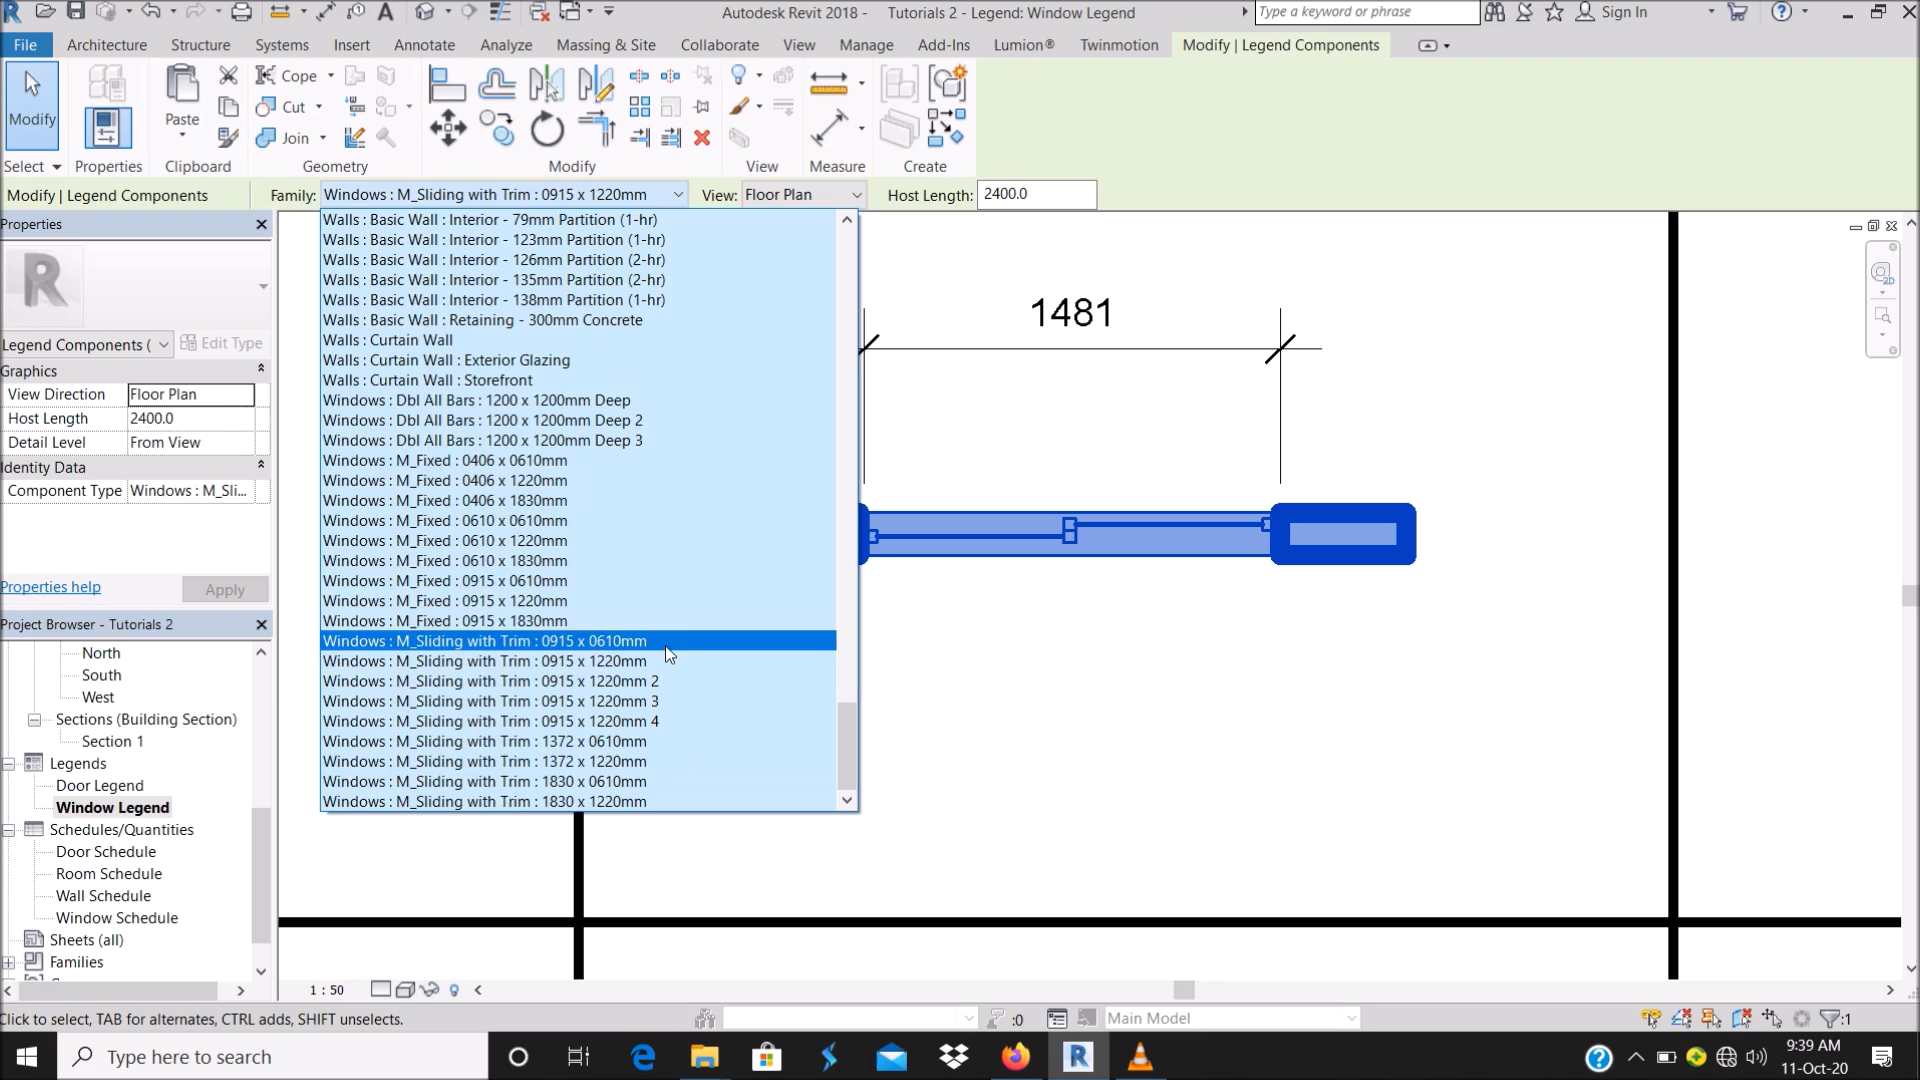 Autodesk Revit 2018 - Tutorials 2 - Legend: Window Legend
Type a keyword or phrase
Sign In
File Architecture Structure Systems Insert Annotate Analyze Massing & Site Collaborate View Manage Add-Ins Lumion® Twinmotion Modify | Legend Components
Modify
Paste
Cope
Cut
Join
Select Properties Clipboard Geometry Modify View Measure Create
Modify | Legend Components
Family: Windows : M_Sliding with Trim : 0915 x 1220mm
View: Floor Plan
Host Length: 2400.0
Properties
Legend Components (
Edit Type
Graphics
View Direction Floor Plan
Host Length 2400.0
Detail Level From View
Identity Data
Component Type Windows : M_Sli...
Properties help
Apply
Project Browser - Tutorials 2
North
South
West
Sections (Building Section)
Section 1
Legends
Door Legend
Window Legend
Schedules/Quantities
Door Schedule
Room Schedule
Wall Schedule
Window Schedule
Sheets (all)
Families
Walls : Basic Wall : Interior - 79mm Partition (1-hr)
Walls : Basic Wall : Interior - 123mm Partition (1-hr)
Walls : Basic Wall : Interior - 126mm Partition (2-hr)
Walls : Basic Wall : Interior - 135mm Partition (2-hr)
Walls : Basic Wall : Interior - 138mm Partition (1-hr)
Walls : Basic Wall : Retaining - 300mm Concrete
Walls : Curtain Wall
Walls : Curtain Wall : Exterior Glazing
Walls : Curtain Wall : Storefront
Windows : Dbl All Bars : 1200 x 1200mm Deep
Windows : Dbl All Bars : 1200 x 1200mm Deep 2
Windows : Dbl All Bars : 1200 x 1200mm Deep 3
Windows : M_Fixed : 0406 x 0610mm
Windows : M_Fixed : 0406 x 1220mm
Windows : M_Fixed : 0406 x 1830mm
Windows : M_Fixed : 0610 x 0610mm
Windows : M_Fixed : 0610 x 1220mm
Windows : M_Fixed : 0610 x 1830mm
Windows : M_Fixed : 0915 x 0610mm
Windows : M_Fixed : 0915 x 1220mm
Windows : M_Fixed : 0915 x 1830mm
Windows : M_Sliding with Trim : 0915 x 0610mm
Windows : M_Sliding with Trim : 0915 x 1220mm
Windows : M_Sliding with Trim : 0915 x 1220mm 2
Windows : M_Sliding with Trim : 0915 x 1220mm 3
Windows : M_Sliding with Trim : 0915 x 1220mm 4
Windows : M_Sliding with Trim : 1372 x 0610mm
Windows : M_Sliding with Trim : 1372 x 1220mm
Windows : M_Sliding with Trim : 1830 x 0610mm
Windows : M_Sliding with Trim : 1830 x 1220mm
1481
2D
1 : 50
Click to select, TAB for alternates, CTRL adds, SHIFT unselects.
:0
Main Model
:1
Type here to search
9:39 AM
11-Oct-20